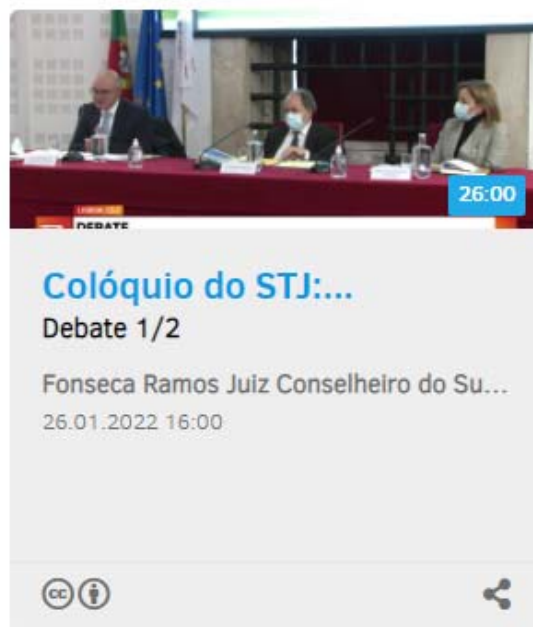 26:00
DEBATE
Colóquio do STJ:...
Debate 1/2
Fonseca Ramos Juiz Conselheiro do Su...
26.01.2022 16:00
cc